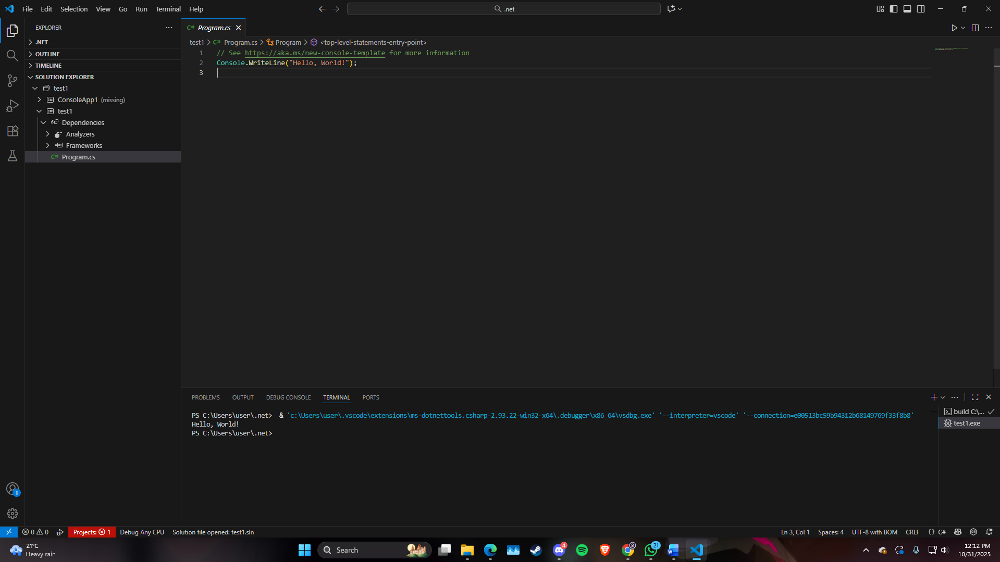 File Edit Selection View Go Run Terminal Help
.net
EXPLORER
.NET
OUTLINE
TIMELINE
SOLUTION EXPLORER
test1
ConsoleApp1 (missing)
test1
Dependencies
Analyzers
Frameworks
C# Program.cs
C# Program.cs
test1 > C# Program.cs > Program > <top-level-statements-entry-point>
1 // See https://aka.ms/new-console-template for more information
2 Console.WriteLine("Hello, World!");
3
PROBLEMS OUTPUT DEBUG CONSOLE TERMINAL PORTS
PS C:\Users\user\.net> & 'c:\Users\user\.vscode\extensions\ms-dotnettools.csharp-2.93.22-win32-x64\.debugger\x86_64\vsdbg.exe' '--interpreter=vscode' '--connection=e00513bc59b94312b68149769f33f8b8'
Hello, World!
PS C:\Users\user\.net>
build C:\...
test1.exe
1
0 0 Projects: 1 Debug Any CPU Solution file opened: test1.sln Ln 3, Col 1 Spaces: 4 UTF-8 with BOM CRLF {} C#
21°C
Heavy rain
Search
4
21
12:12 PM
10/31/2025